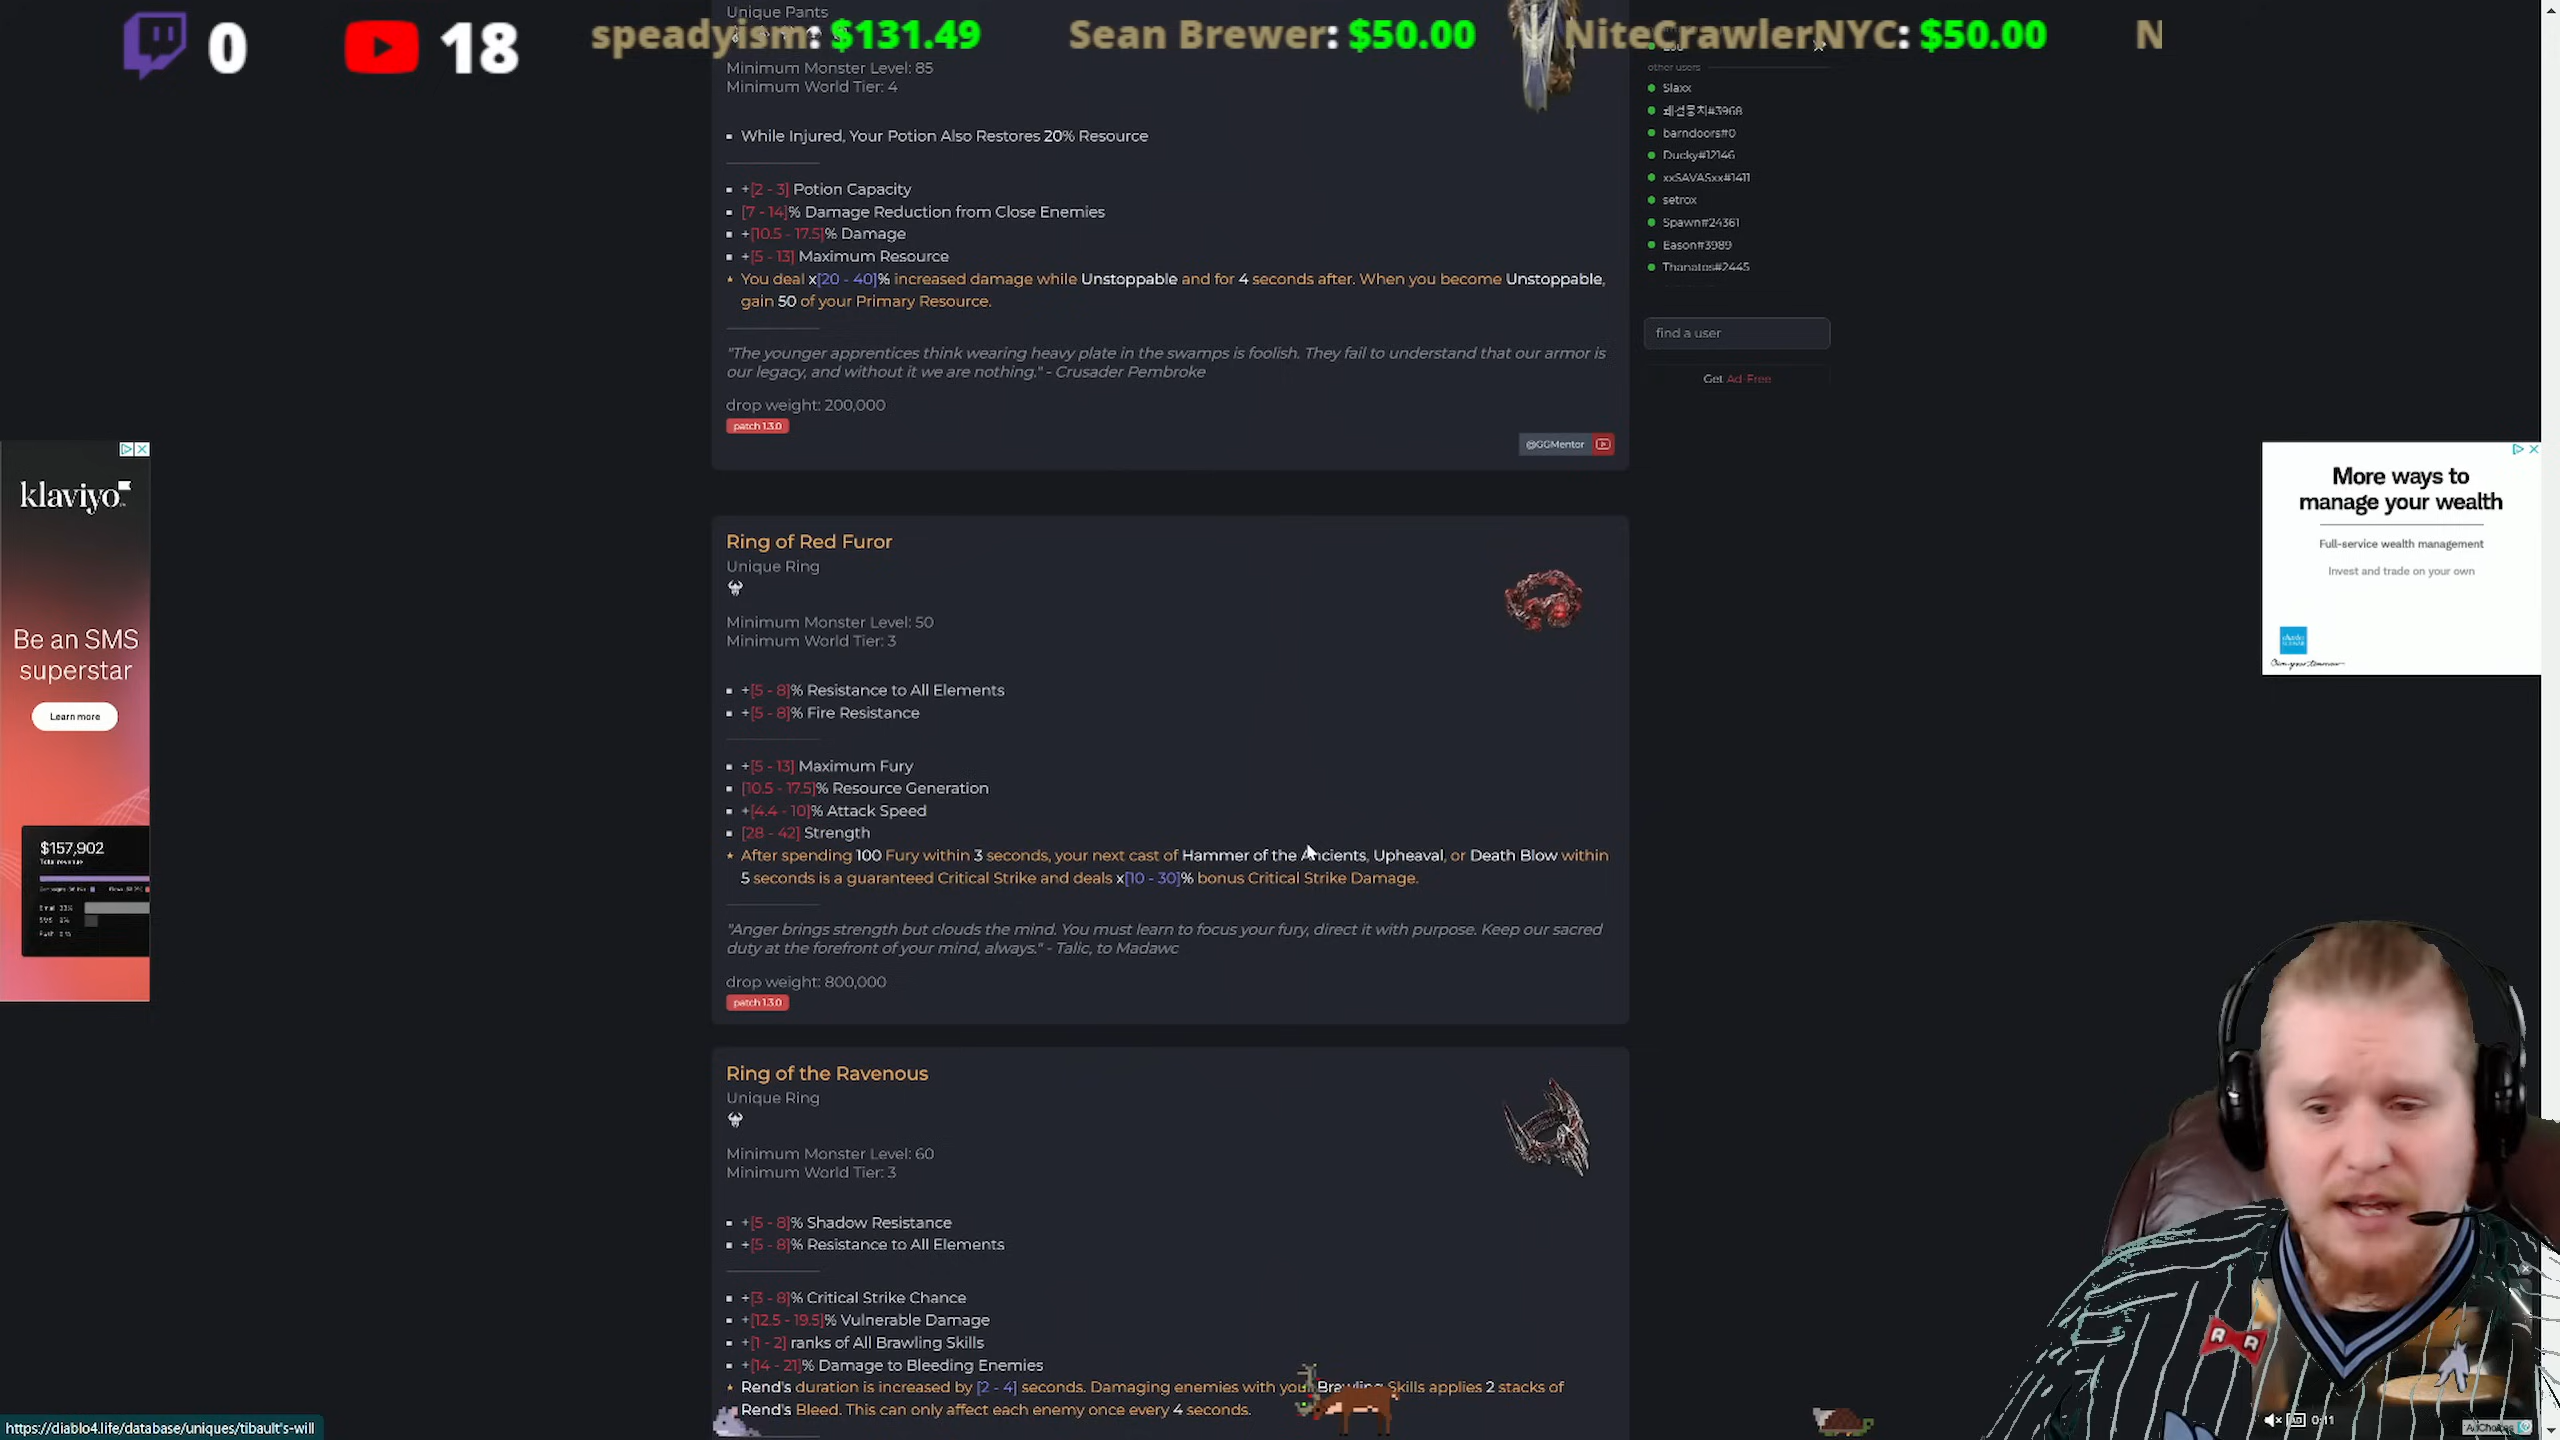 0
18
speadyism: $131.49
Sean Brewer: $50.00
NiteCrawlerNYC: $50.00
N
Unique Pants
Minimum Monster Level: 85
Minimum World Tier: 4
While Injured, Your Potion Also Restores 20% Resource
+[2 - 3] Potion Capacity
[7 - 14]% Damage Reduction from Close Enemies
+[10.5 - 17.5]% Damage
+[5 - 13] Maximum Resource
You deal x[20 - 40]% increased damage while Unstoppable and for 4 seconds after. When you become Unstoppable,
gain 50 of your Primary Resource.
"The younger apprentices think wearing heavy plate in the swamps is foolish. They fail to understand that our armor is
our legacy, and without it we are nothing." - Crusader Pembroke
drop weight: 200,000
patch 1.3.0
@GGMentor
Ring of Red Furor
Unique Ring
Minimum Monster Level: 50
Minimum World Tier: 3
+[5 - 8]% Resistance to All Elements
+[5 - 8]% Fire Resistance
+[5 - 13] Maximum Fury
[10.5 - 17.5]% Resource Generation
+[4.4 - 10]% Attack Speed
[28 - 42] Strength
After spending 100 Fury within 3 seconds, your next cast of Hammer of the Ancients, Upheaval, or Death Blow within
5 seconds is a guaranteed Critical Strike and deals x[10 - 30]% bonus Critical Strike Damage.
"Anger brings strength but clouds the mind. You must learn to focus your fury, direct it with purpose. Keep our sacred
duty at the forefront of your mind, always." - Talic, to Madawc
drop weight: 800,000
patch 1.3.0
Ring of the Ravenous
Unique Ring
Minimum Monster Level: 60
Minimum World Tier: 3
+[5 - 8]% Shadow Resistance
+[5 - 8]% Resistance to All Elements
+[3 - 8]% Critical Strike Chance
+[12.5 - 19.5]% Vulnerable Damage
+[1 - 2] ranks of All Brawling Skills
+[14 - 21]% Damage to Bleeding Enemies
Rend's duration is increased by [2 - 4] seconds. Damaging enemies with your Brawling Skills applies 2 stacks of
Rend's Bleed. This can only affect each enemy once every 4 seconds.
other users
Slaxx
barndoors#0
Ducky#12146
xxSAVASxx#1411
setrox
Spawn#24361
Eason#3989
Thanatos#2445
find a user
Get Ad-Free
klaviyo
Be an SMS
superstar
Learn more
$157,902
Total revenue
More ways to
manage your wealth
Full-service wealth management
Invest and trade on your own
https://diablo4.life/database/uniques/tibault's-will
0:11
AdChoices